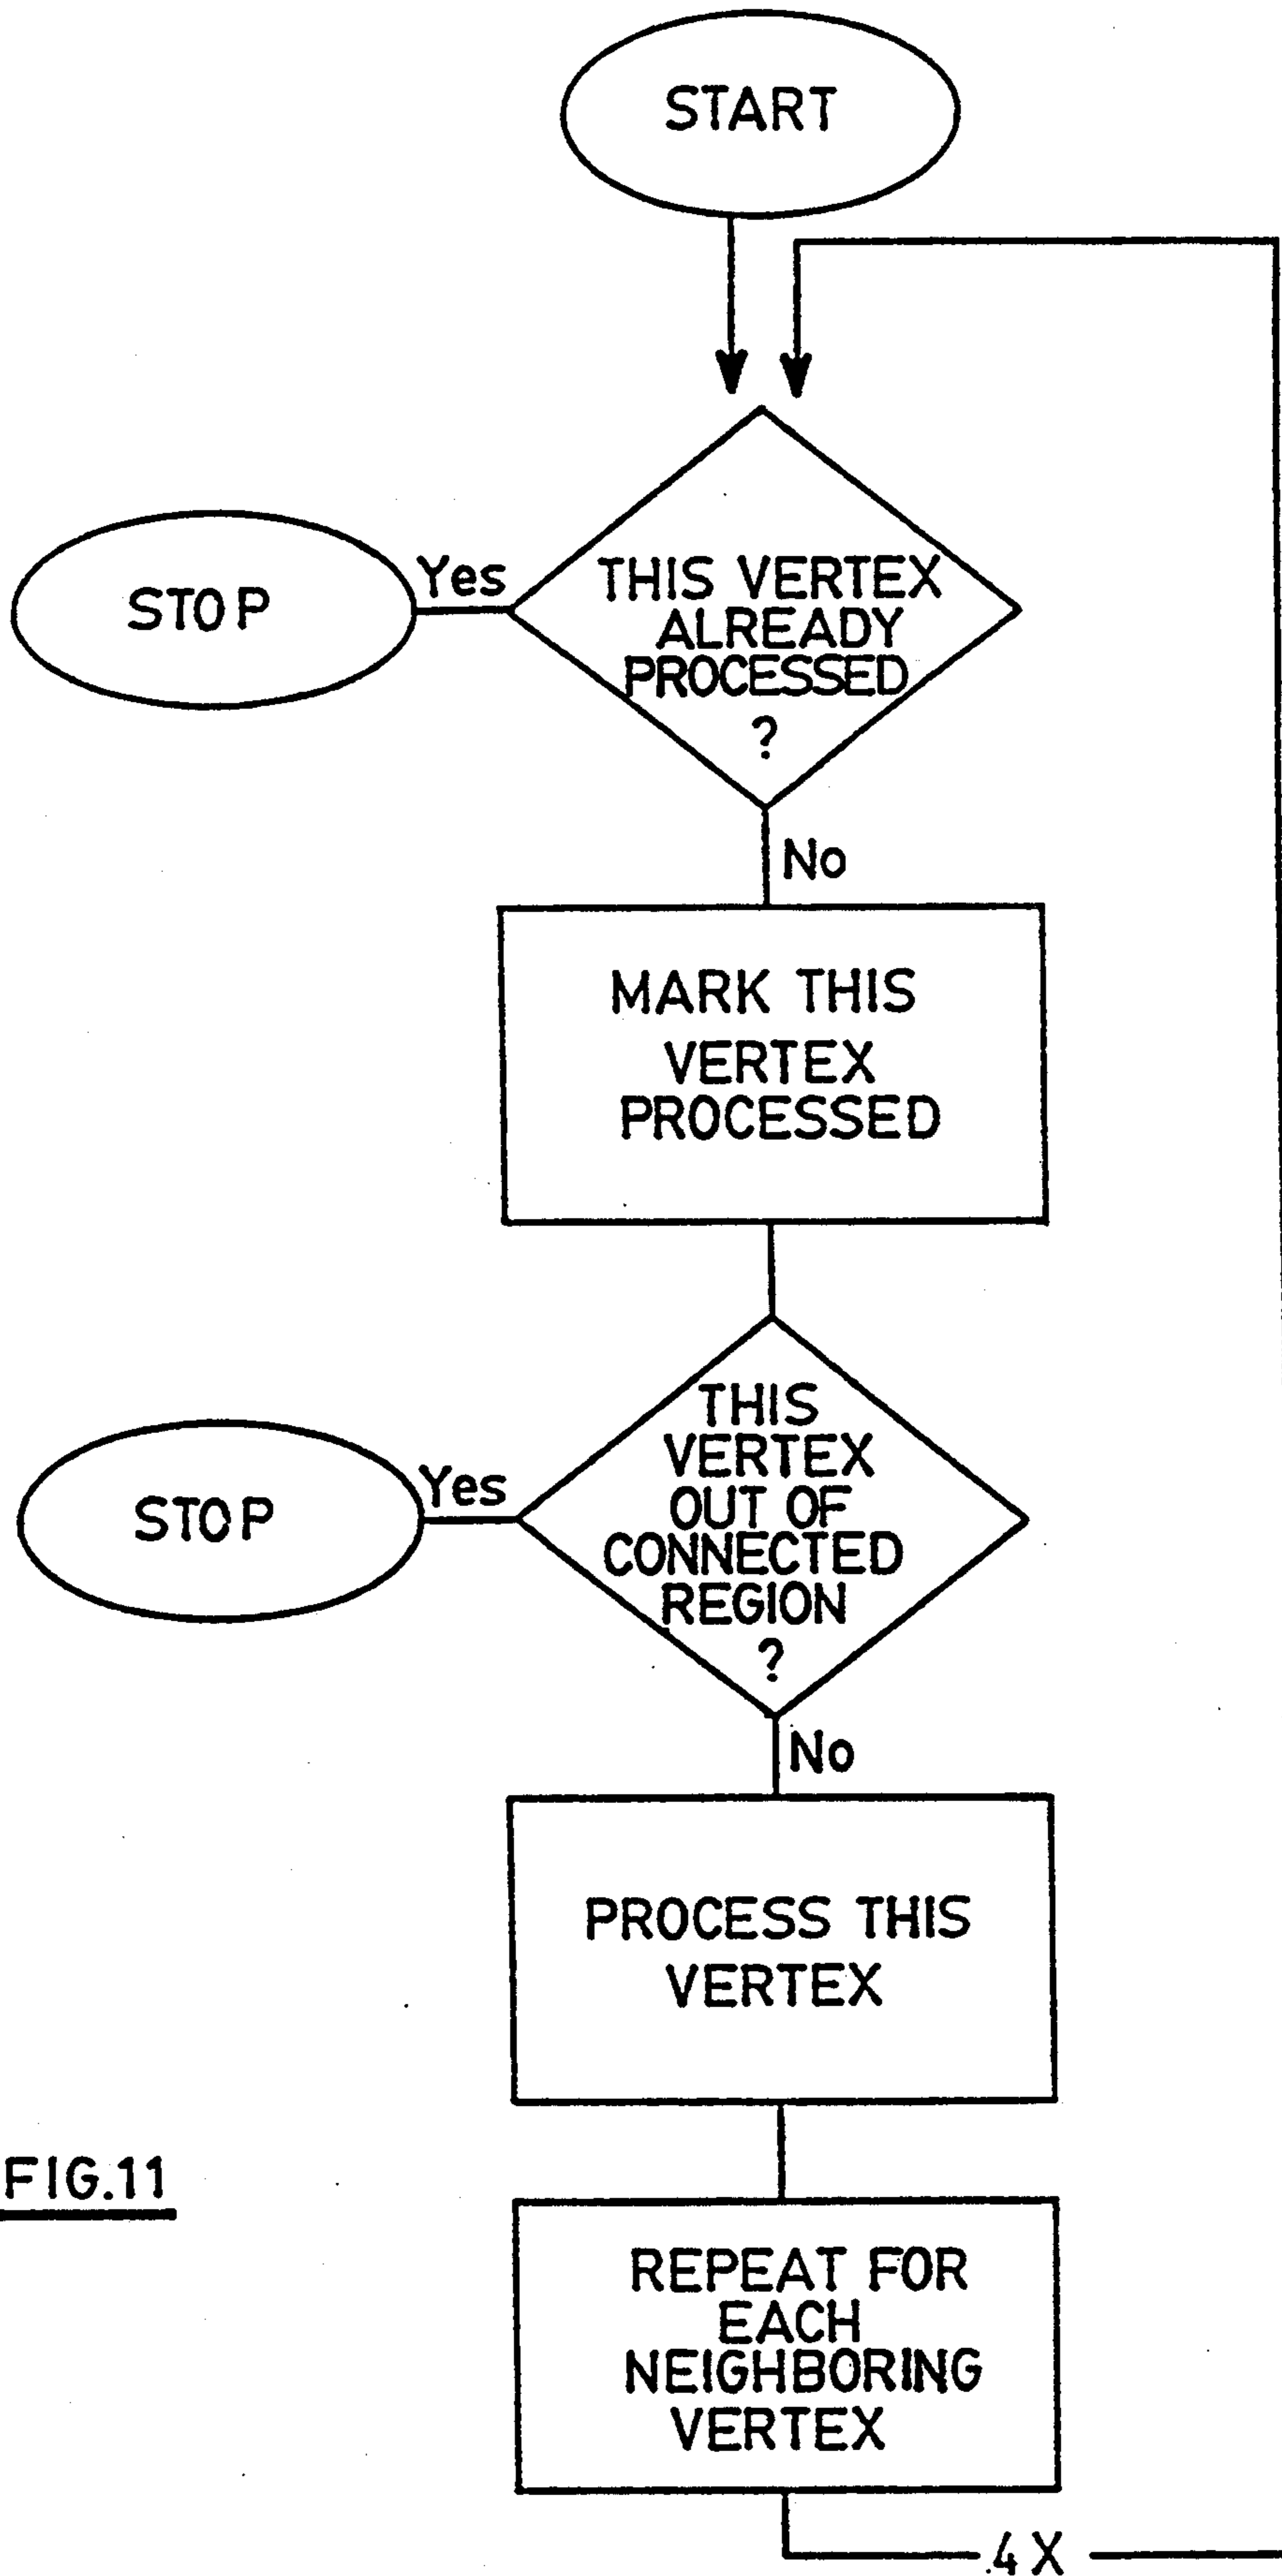 START
THIS VERTEX
ALREADY
PROCESSED
?
Yes
STOP
No
MARK THIS
VERTEX
PROCESSED
THIS
VERTEX
OUT OF
CONNECTED
REGION
?
Yes
STOP
No
PROCESS THIS
VERTEX
REPEAT FOR
EACH
NEIGHBORING
VERTEX
4X
FIG.11